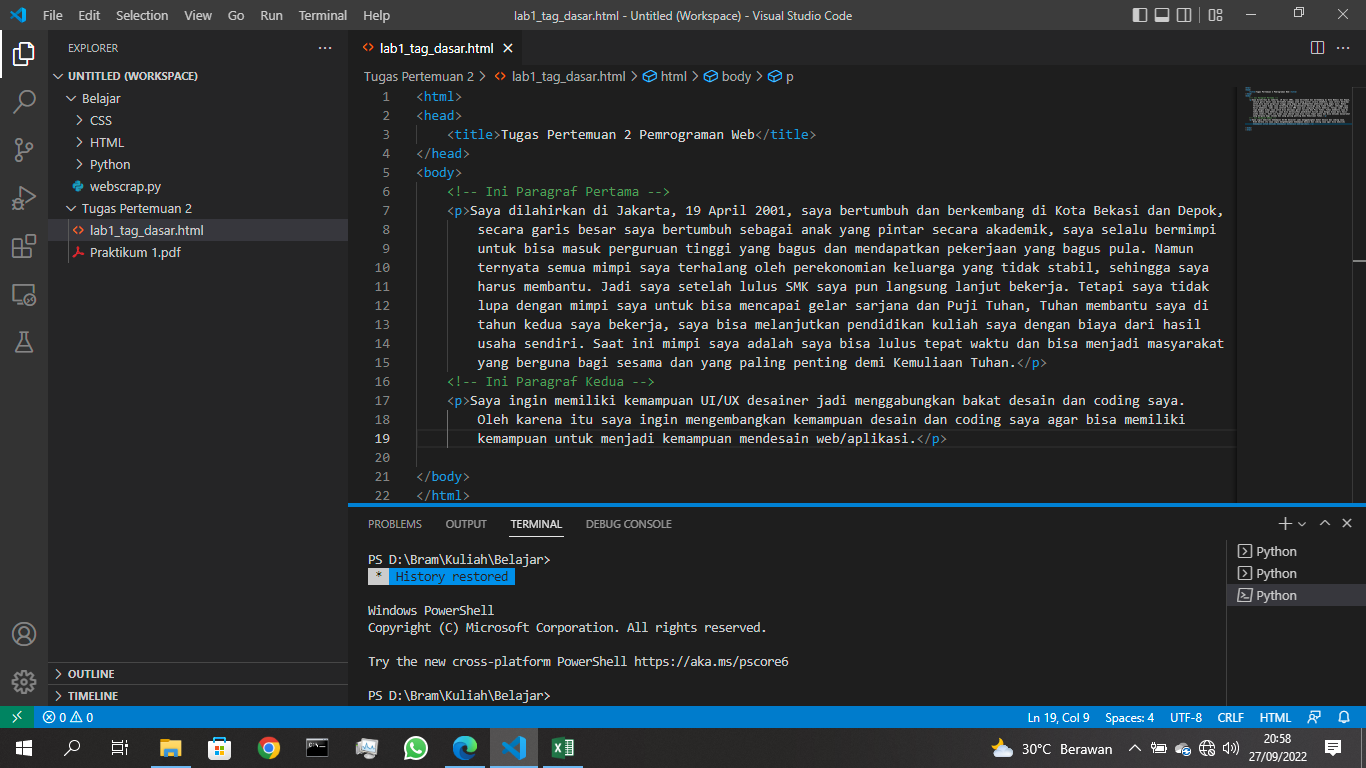 File Edit Selection View Go Run Terminal Help lab1_tag_dasar.html - Untitled (Workspace) - Visual Studio Code
EXPLORER
UNTITLED (WORKSPACE)
Belajar
CSS
HTML
Python
webscrap.py
Tugas Pertemuan 2
lab1_tag_dasar.html
Praktikum 1.pdf
OUTLINE
TIMELINE
lab1_tag_dasar.html
Tugas Pertemuan 2 > lab1_tag_dasar.html > html > body > p
1 <html>
2 <head>
3 <title>Tugas Pertemuan 2 Pemrograman Web</title>
4 </head>
5 <body>
6 <!-- Ini Paragraf Pertama -->
7 <p>Saya dilahirkan di Jakarta, 19 April 2001, saya bertumbuh dan berkembang di Kota Bekasi dan Depok,
8 secara garis besar saya bertumbuh sebagai anak yang pintar secara akademik, saya selalu bermimpi
9 untuk bisa masuk perguruan tinggi yang bagus dan mendapatkan pekerjaan yang bagus pula. Namun
10 ternyata semua mimpi saya terhalang oleh perekonomian keluarga yang tidak stabil, sehingga saya
11 harus membantu. Jadi saya setelah lulus SMK saya pun langsung lanjut bekerja. Tetapi saya tidak
12 lupa dengan mimpi saya untuk bisa mencapai gelar sarjana dan Puji Tuhan, Tuhan membantu saya di
13 tahun kedua saya bekerja, saya bisa melanjutkan pendidikan kuliah saya dengan biaya dari hasil
14 usaha sendiri. Saat ini mimpi saya adalah saya bisa lulus tepat waktu dan bisa menjadi masyarakat
15 yang berguna bagi sesama dan yang paling penting demi Kemuliaan Tuhan.</p>
16 <!-- Ini Paragraf Kedua -->
17 <p>Saya ingin memiliki kemampuan UI/UX desainer jadi menggabungkan bakat desain dan coding saya.
18 Oleh karena itu saya ingin mengembangkan kemampuan desain dan coding saya agar bisa memiliki
19 kemampuan untuk menjadi kemampuan mendesain web/aplikasi.</p>
20
21 </body>
22 </html>
PROBLEMS OUTPUT TERMINAL DEBUG CONSOLE
PS D:\Bram\Kuliah\Belajar>
* History restored
Windows PowerShell
Copyright (C) Microsoft Corporation. All rights reserved.
Try the new cross-platform PowerShell https://aka.ms/pscore6
PS D:\Bram\Kuliah\Belajar>
Python
Python
Python
0 0 Ln 19, Col 9 Spaces: 4 UTF-8 CRLF HTML
30°C Berawan
20:58
27/09/2022